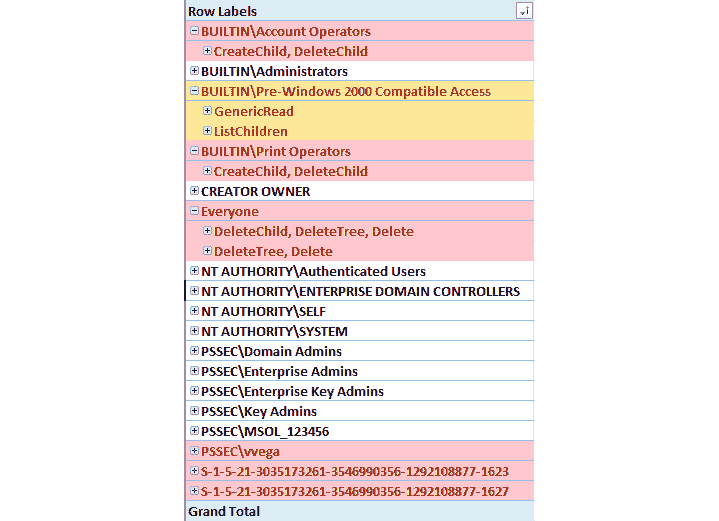 Row Labels
BUILTIN\Account Operators
CreateChild, DeleteChild
BUILTIN\Administrators
BUILTIN\Pre-Windows 2000 Compatible Access
GenericRead
ListChildren
BUILTIN\Print Operators
CreateChild, DeleteChild
CREATOR OWNER
Everyone
DeleteChild, DeleteTree, Delete
DeleteTree, Delete
NT AUTHORITY\Authenticated Users
NT AUTHORITY\ENTERPRISE DOMAIN CONTROLLERS
NT AUTHORITY\SELF
NT AUTHORITY\SYSTEM
PSSEC\Domain Admins
PSSEC\Enterprise Admins
PSSEC\Enterprise Key Admins
PSSEC\Key Admins
PSSEC\MSOL_123456
PSSEC\vvega
S-1-5-21-3035173261-3546990356-1292108877-1623
S-1-5-21-3035173261-3546990356-1292108877-1627
Grand Total